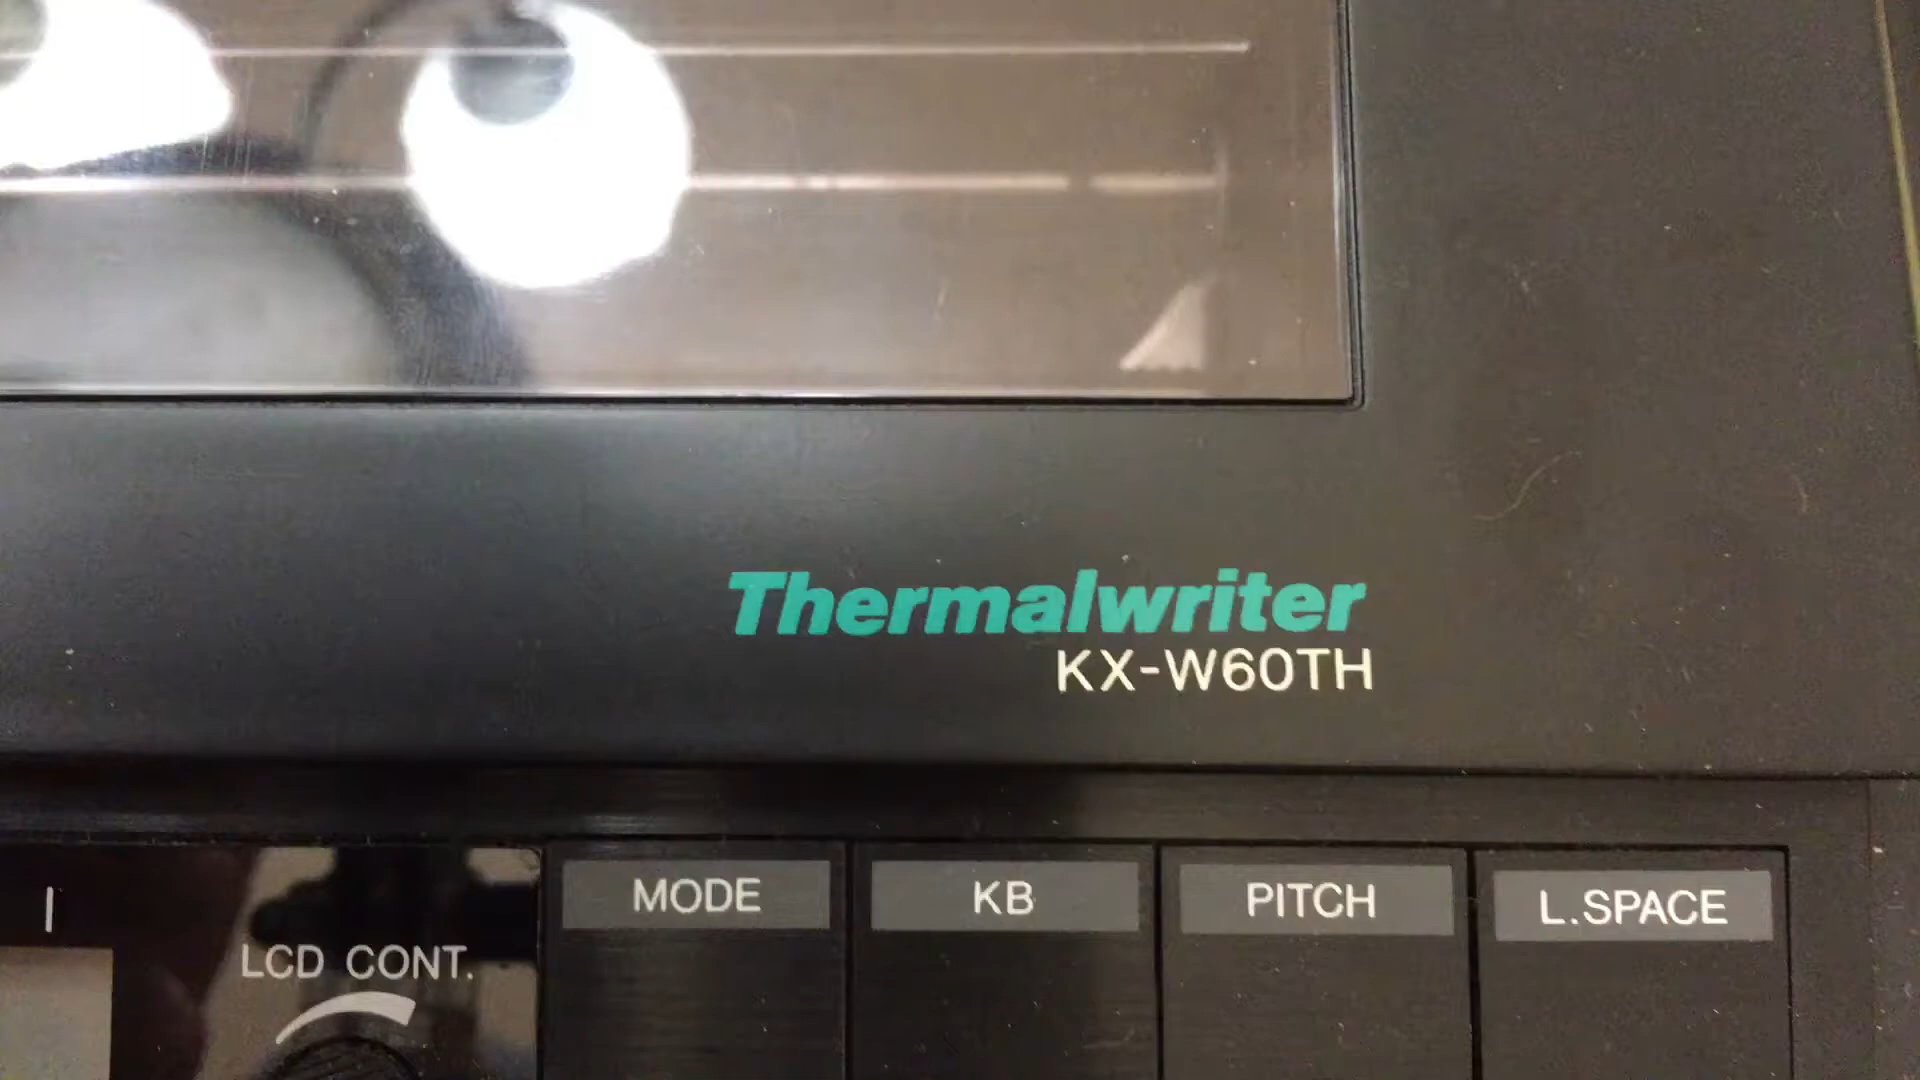 Thermalwriter
KX-W60TH
MODE
KB
PITCH
L.SPACE
LCD CONT.